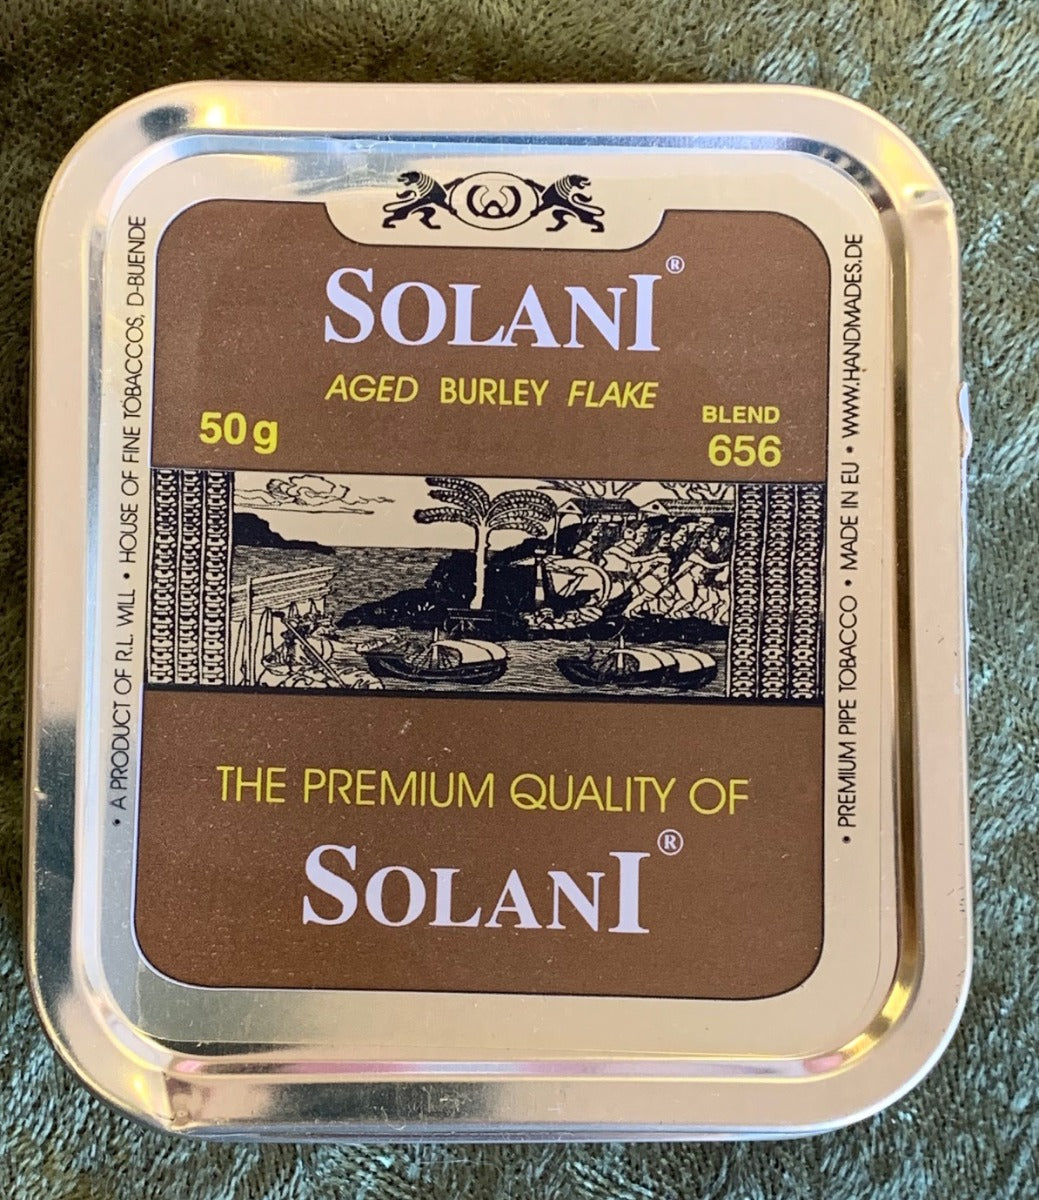 SOLANI®
AGED BURLEY FLAKE
50 g
BLEND
656
THE PREMIUM QUALITY OF
SOLANI®
• A PRODUCT OF R.L. WILL • HOUSE OF FINE TOBACCOS, D-BUENDE
• PREMIUM PIPE TOBACCO • MADE IN EU • WWW.HANDMADES.DE